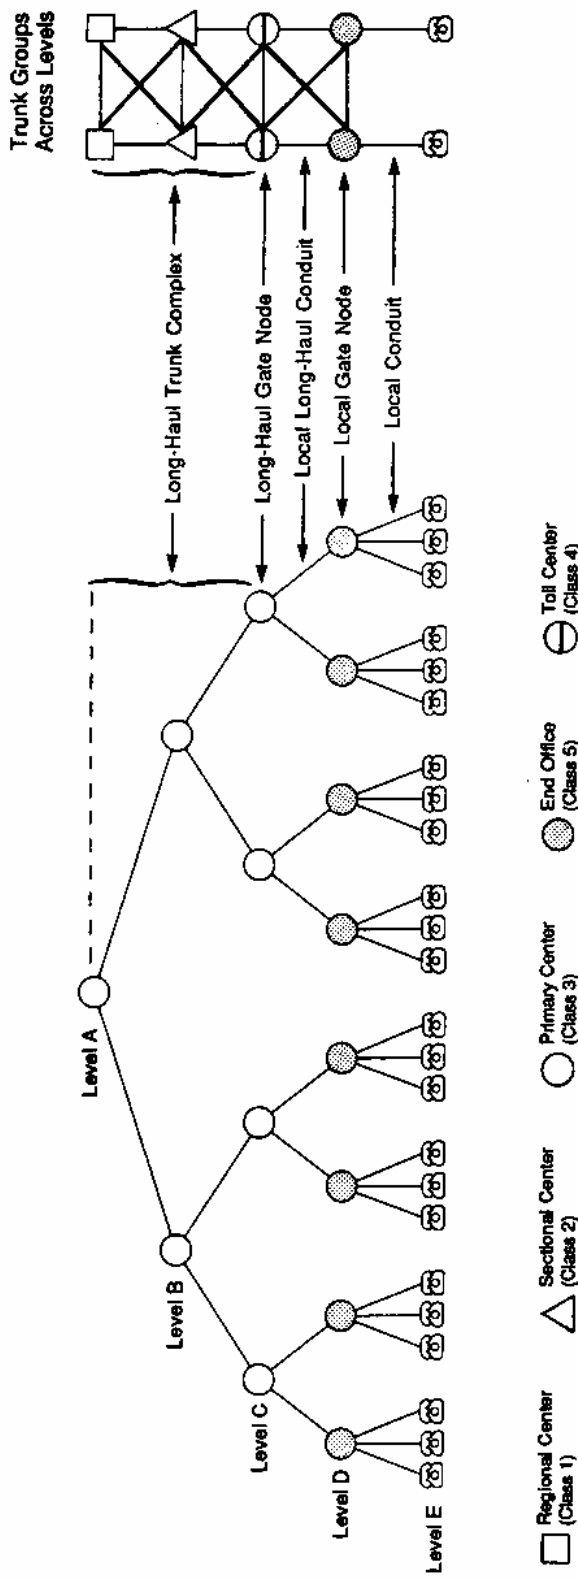 Trunk Groups
Across Levels
Level A
Level B
Level C
Level D
Level E
Long-Haul Trunk Complex
Long-Haul Gate Node
Local Long-Haul Conduit
Local Gate Node
Local Conduit
Regional Center
(Class 1)
Sectional Center
(Class 2)
Primary Center
(Class 3)
End Office
(Class 5)
Toll Center
(Class 4)